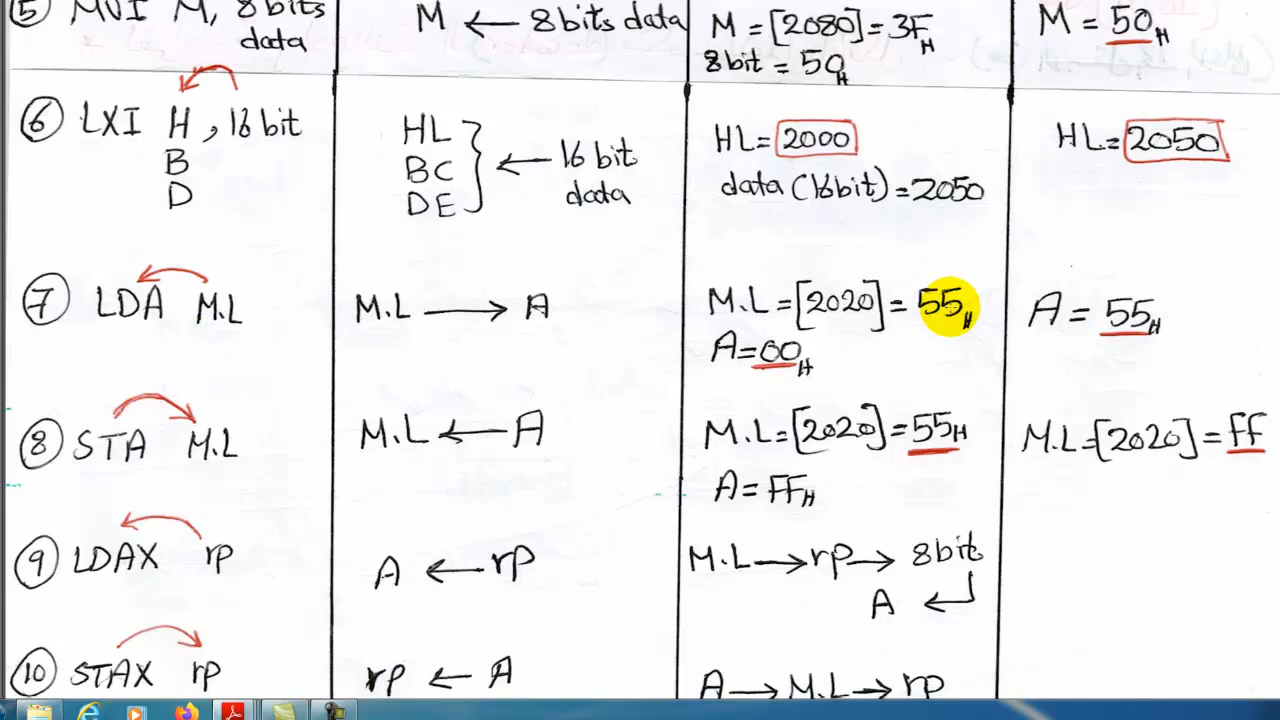 ⑤ MVI M, 8 bits data
M ← 8 bits data
M = [2080] = 3F H
8 bit = 50 H
M = 50 H
⑥ LXI H, 16 bit
B
D
HL
BC
DE
← 16 bit data
HL = 2000
data (16bit) = 2050
HL = 2050
⑦ LDA M.L
M.L → A
M.L = [2020] = 55 H
A = 00 H
A = 55 H
⑧ STA M.L
M.L ← A
M.L = [2020] = 55 H
A = FF H
M.L = [2020] = FF
⑨ LDAX rp
A ← rp
M.L → rp → 8 bit
A ←
⑩ STAX rp
rp ← A
A → M.L → rp